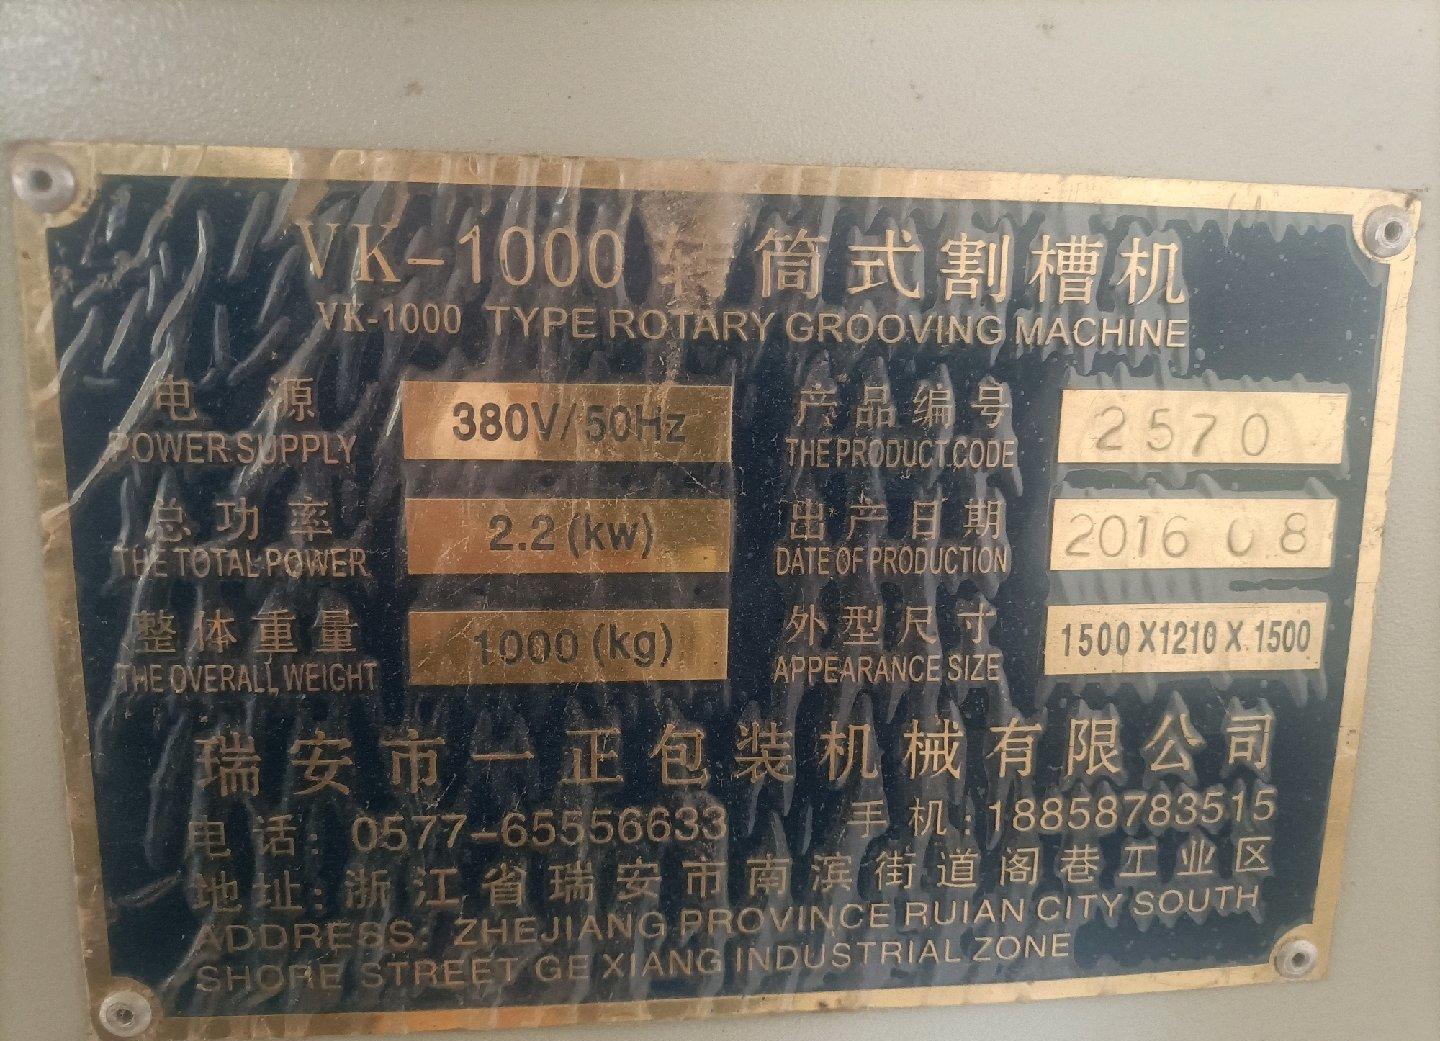 VK-1000 转筒式割槽机
VK-1000 TYPE ROTARY GROOVING MACHINE
电源 380V/50Hz 产品编号 2570
POWER SUPPLY THE PRODUCT CODE
总功率 2.2(kw) 出产日期 2016 08
THE TOTAL POWER DATE OF PRODUCTION
整体重量 1000(kg) 外型尺寸 1500X1210X1500
THE OVERALL WEIGHT APPEARANCE SIZE
瑞安市一正包装机械有限公司
电话: 0577-65556633 手机: 18858783515
地址: 浙江省瑞安市南滨街道阁巷工业区
ADDRESS: ZHEJIANG PROVINCE RUIAN CITY SOUTH
SHORE STREET GE XIANG INDUSTRIAL ZONE